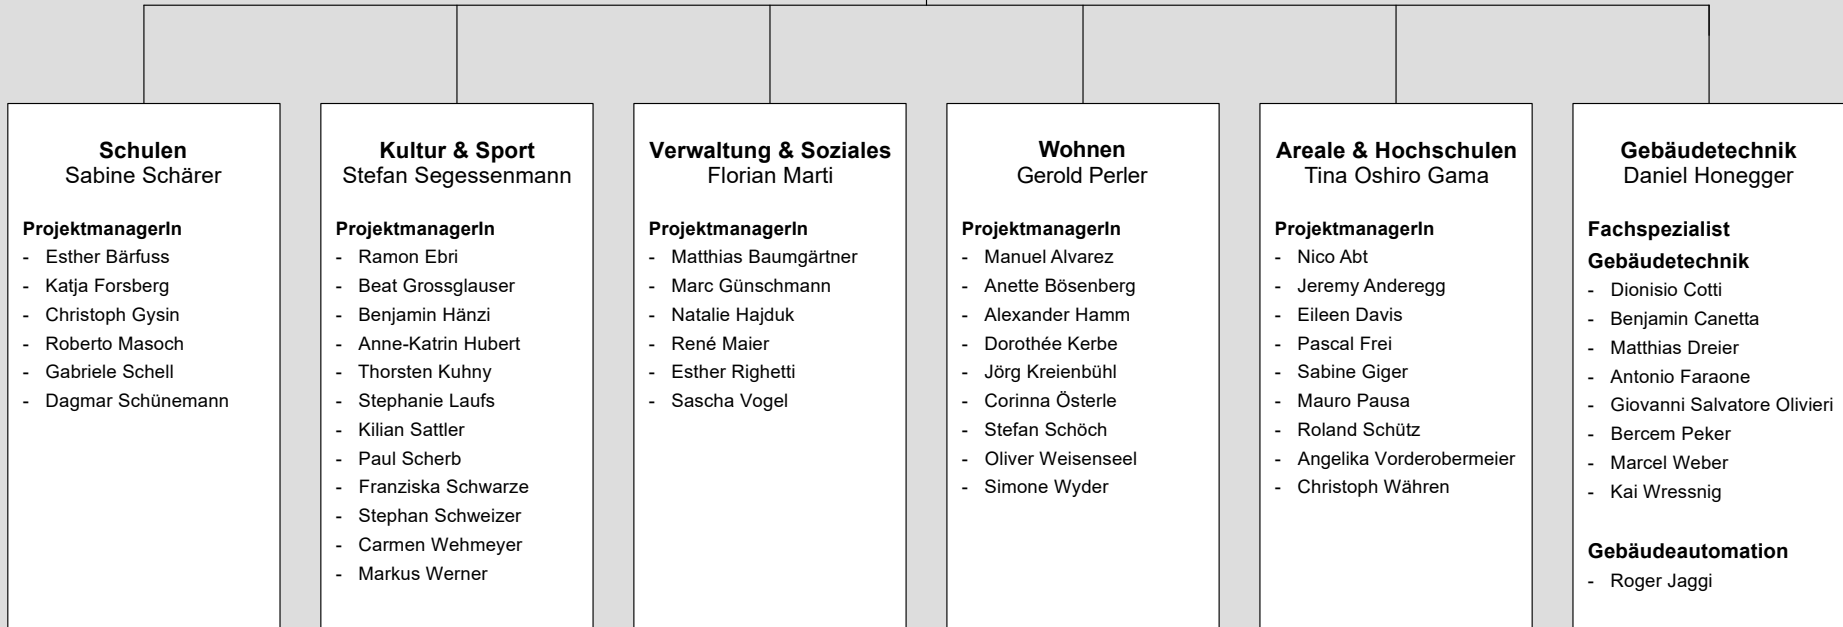 Schulen
Sabine Schärer
ProjektmanagerIn
- Esther Bärfuss
- Katja Forsberg
- Christoph Gysin
- Roberto Masoch
- Gabriele Schell
- Dagmar Schünemann
Kultur & Sport
Stefan Segessenmann
ProjektmanagerIn
- Ramon Ebri
- Beat Grossglauser
- Benjamin Hänzi
- Anne-Katrin Hubert
- Thorsten Kuhny
- Stephanie Laufs
- Kilian Sattler
- Paul Scherb
- Franziska Schwarze
- Stephan Schweizer
- Carmen Wehmeyer
- Markus Werner
Verwaltung & Soziales
Florian Marti
ProjektmanagerIn
- Matthias Baumgärtner
- Marc Günschmann
- Natalie Hajduk
- René Maier
- Esther Righetti
- Sascha Vogel
Wohnen
Gerold Perler
ProjektmanagerIn
- Manuel Alvarez
- Anette Bösenberg
- Alexander Hamm
- Dorothée Kerbe
- Jörg Kreienbühl
- Corinna Österle
- Stefan Schöch
- Oliver Weisenseel
- Simone Wyder
Areale & Hochschulen
Tina Oshiro Gama
ProjektmanagerIn
- Nico Abt
- Jeremy Anderegg
- Eileen Davis
- Pascal Frei
- Sabine Giger
- Mauro Pausa
- Roland Schütz
- Angelika Vorderobermeier
- Christoph Währen
Gebäudetechnik
Daniel Honegger
Fachspezialist
Gebäudetechnik
- Dionisio Cotti
- Benjamin Canetta
- Matthias Dreier
- Antonio Faraone
- Giovanni Salvatore Olivieri
- Bercem Peker
- Marcel Weber
- Kai Wressnig
Gebäudeautomation
- Roger Jaggi